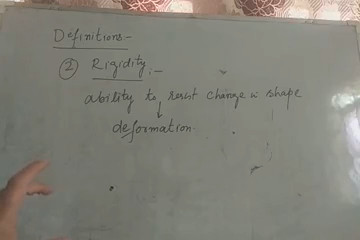 Definitions:-
② Rigidity:-
ability to resist change in shape
↓
deformation